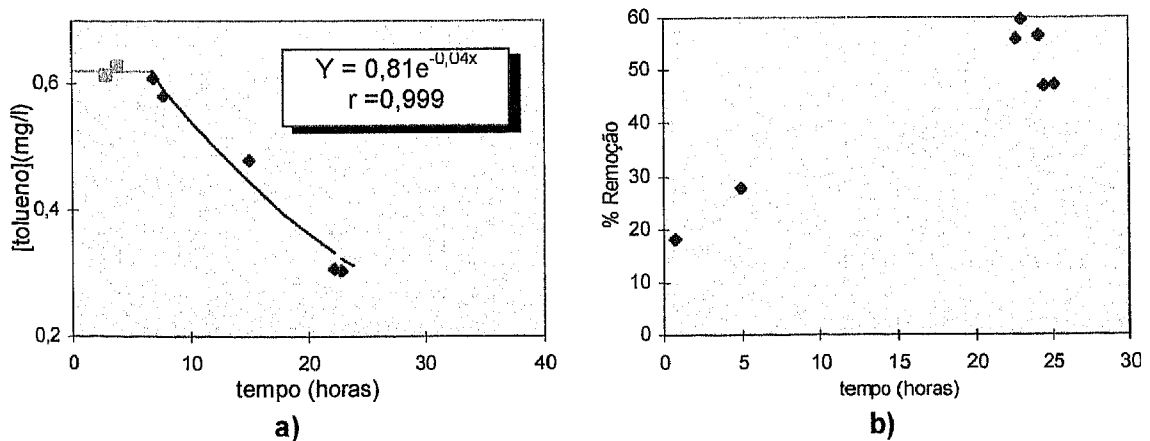 [tolueno](mg/l)
0,6
0,4
0,2
0
10
20
30
40
tempo (horas)
Y = 0,81e^-0,04x
r =0,999
a)
% Remoção
60
50
40
30
20
10
0
0
5
10
15
20
25
30
tempo (horas)
b)